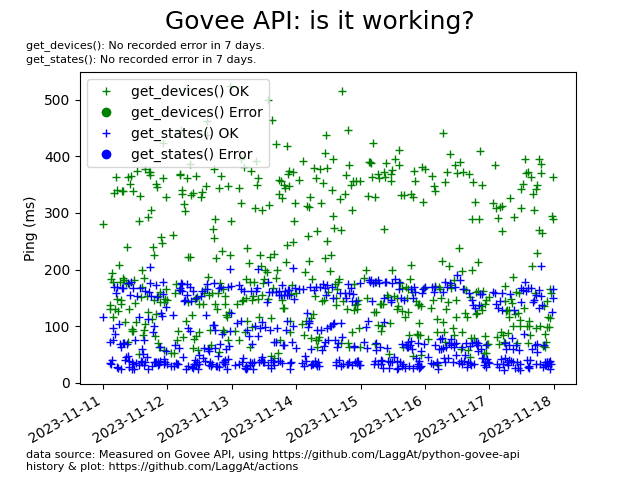 Govee API: is it working?
get_devices(): No recorded error in 7 days.
get_states(): No recorded error in 7 days.
get_devices() OK
get_devices() Error
get_states() OK
get_states() Error
Ping (ms)
500
400
300
200
100
0
2023-11-11
2023-11-12
2023-11-13
2023-11-14
2023-11-15
2023-11-16
2023-11-17
2023-11-18
data source: Measured on Govee API, using https://github.com/LaggAt/python-govee-api
history & plot: https://github.com/LaggAt/actions